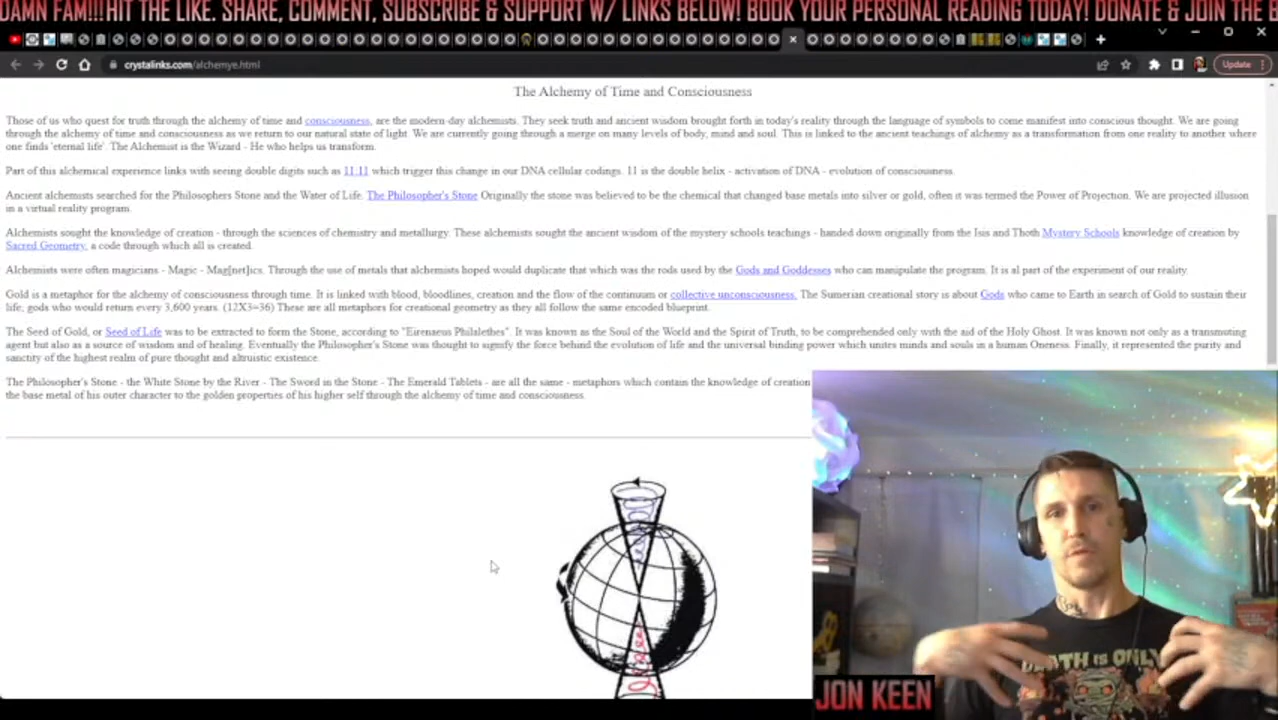 DAMN FAM!!! HIT THE LIKE. SHARE, COMMENT, SUBSCRIBE & SUPPORT W/ LINKS BELOW! BOOK YOUR PERSONAL READING TODAY! DONATE & JOIN THE
crystalinks.com/alchemye.html
Update
The Alchemy of Time and Consciousness
Those of us who quest for truth through the alchemy of time and consciousness, are the modern-day alchemists. They seek truth and ancient wisdom brought forth in today's reality through the language of symbols to come manifest into conscious thought. We are going
through the alchemy of time and consciousness as we return to our natural state of light. We are currently going through a merge on many levels of body, mind and soul. This is linked to the ancient teachings of alchemy as a transformation from one reality to another where
one finds 'eternal life'. The Alchemist is the Wizard - He who helps us transform.
Part of this alchemical experience links with seeing double digits such as 11.11 which trigger this change in our DNA cellular codings. 11 is the double helix - activation of DNA - evolution of consciousness.
Ancient alchemists searched for the Philosophers Stone and the Water of Life. The Philosopher's Stone Originally the stone was believed to be the chemical that changed base metals into silver or gold, often it was termed the Power of Projection. We are projected illusion
in a virtual reality program.
Alchemists sought the knowledge of creation - through the sciences of chemistry and metallurgy. These alchemists sought the ancient wisdom of the mystery schools teachings - handed down originally from the Isis and Thoth Mystery Schools knowledge of creation by
Sacred Geometry, a code through which all is created.
Alchemists were often magicians - Magic - Mag[net]ics. Through the use of metals that alchemists hoped would duplicate that which was the rods used by the Gods and Goddesses who can manipulate the program. It is al part of the experiment of our reality.
Gold is a metaphor for the alchemy of consciousness through time. It is linked with blood, bloodlines, creation and the flow of the continuum or collective unconsciousness. The Sumerian creational story is about Gods who came to Earth in search of Gold to sustain their
life, gods who would return every 3,600 years. (12X3=36) These are all metaphors for creational geometry as they all follow the same encoded blueprint.
The Seed of Gold, or Seed of Life was to be extracted to form the Stone, according to "Eirenaeus Philalethes". It was known as the Soul of the World and the Spirit of Truth, to be comprehended only with the aid of the Holy Ghost. It was known not only as a transmuting
agent but also as a source of wisdom and of healing. Eventually the Philosopher's Stone was thought to signify the force behind the evolution of life and the universal binding power which unites minds and souls in a human Oneness. Finally, it represented the purity and
sanctity of the highest realm of pure thought and altruistic existence.
The Philosopher's Stone - the White Stone by the River - The Sword in the Stone - The Emerald Tablets - are all the same - metaphors which contain the knowledge of creation
the base metal of his outer character to the golden properties of his higher self through the alchemy of time and consciousness.
DEATH IS ONLY
JON KEEN